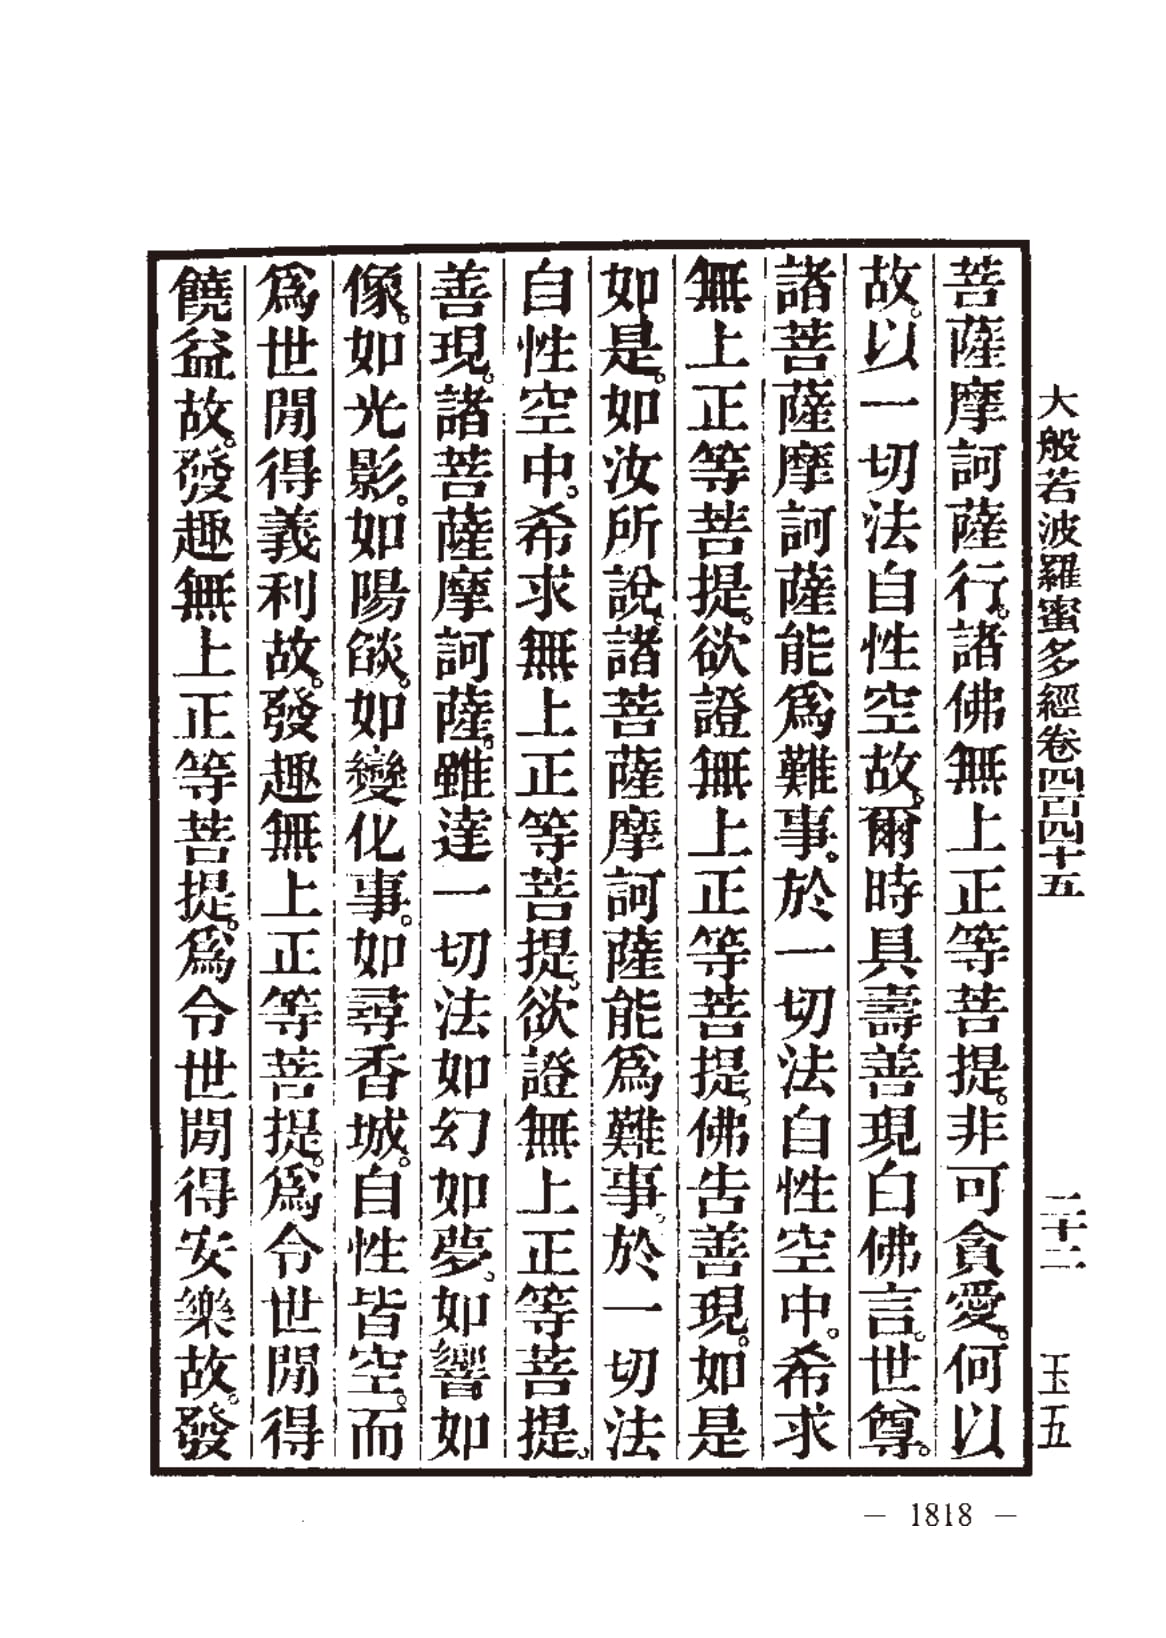 大般若波羅蜜多經卷四百四十五 二十二 玉五
菩薩摩訶薩行。諸佛無上正等菩提。非可貪愛。何以
故。以一切法自性空故。爾時具壽善現白佛言。世尊。
諸菩薩摩訶薩能爲難事。於一切法自性空中。希求
無上正等菩提。欲證無上正等菩提。佛告善現。如是
如是。如汝所說。諸菩薩摩訶薩能爲難事。於一切法
自性空中。希求無上正等菩提。欲證無上正等菩提。
善現。諸菩薩摩訶薩。雖達一切法如幻如夢。如響如
像。如光影。如陽燄。如變化事。如尋香城。自性皆空。而
爲世閒得義利故。發趣無上正等菩提。爲令世閒得
饒益故。發趣無上正等菩提。爲令世閒得安樂故。發
— 1818 —